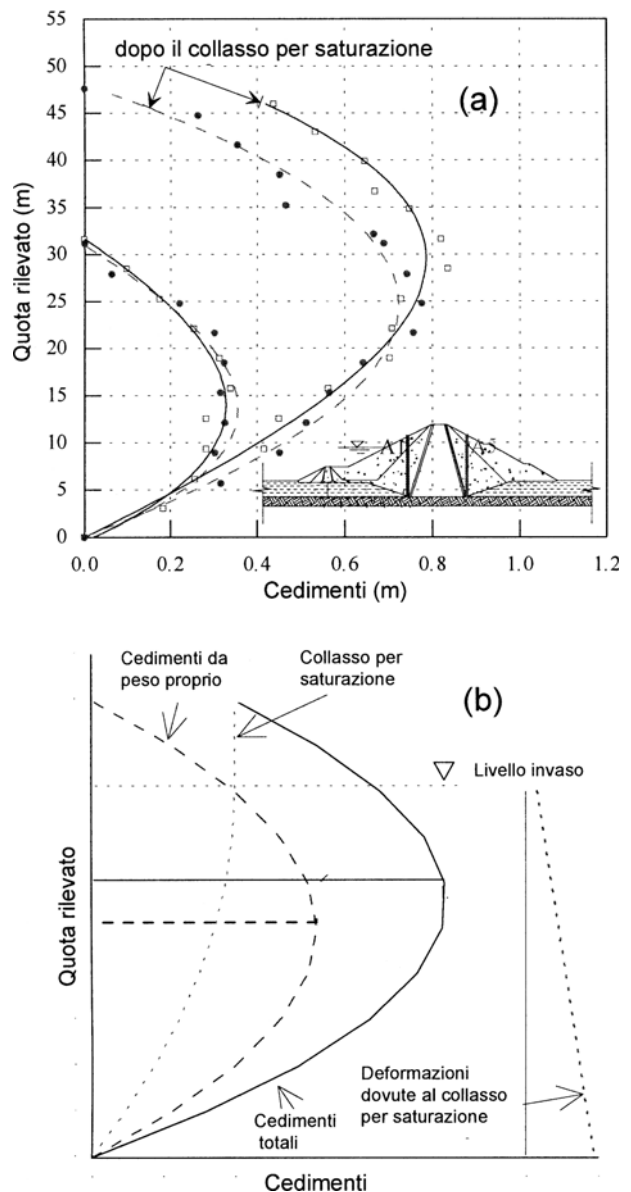 dopo il collasso per saturazione
(a)
Quota rilevato (m)
55
50
45
40
35
30
25
20
15
10
5
0
0.0
0.2
0.4
0.6
0.8
1.0
1.2
Cedimenti (m)
Cedimenti da
peso proprio
Collasso per
saturazione
(b)
Livello invaso
Quota rilevato
Deformazioni
dovute al collasso
per saturazione
Cedimenti
totali
Cedimenti